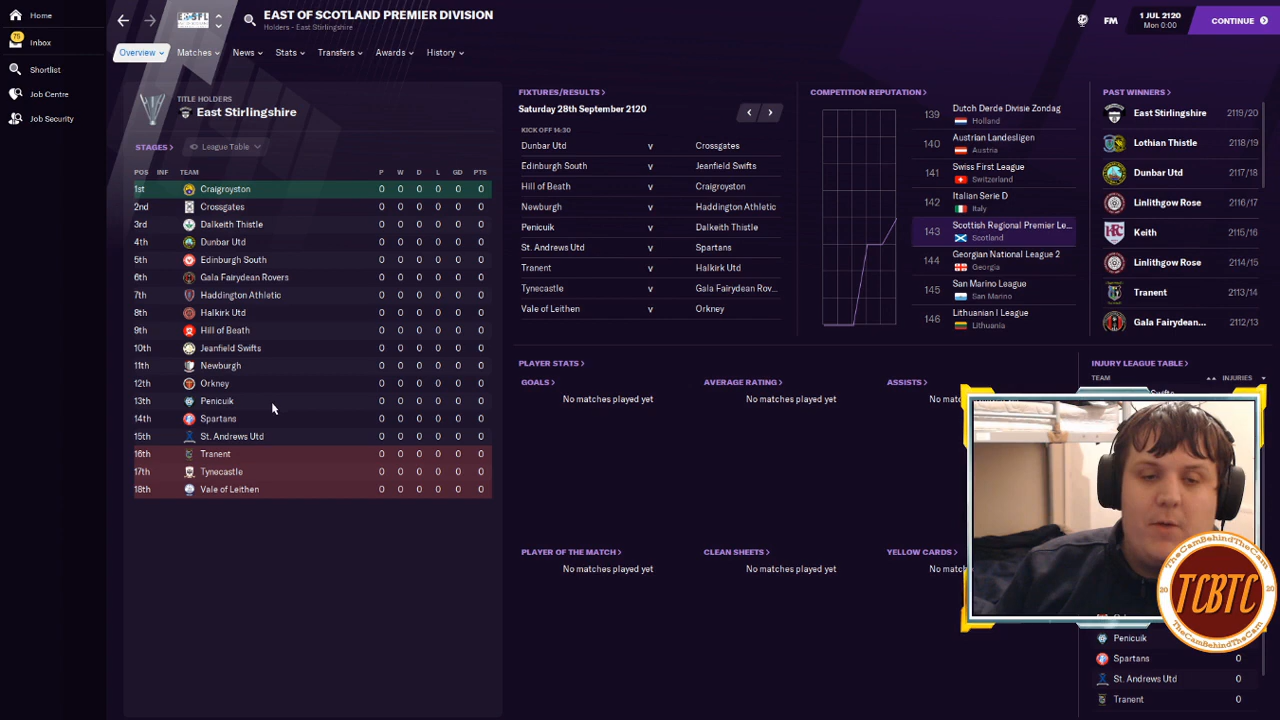 Home
Inbox
75
Shortlist
Job Centre
Job Security
EAST OF SCOTLAND PREMIER DIVISION
Holders - East Stirlingshire
FM
1 JUL 2120
Mon 0:00
CONTINUE
Overview
Matches
News
Stats
Transfers
Awards
History
TITLE HOLDERS
East Stirlingshire
STAGES >
League Table
POS INF TEAM P W D L GD PTS
1st Craigroyston 0 0 0 0 0 0
2nd Crossgates 0 0 0 0 0 0
3rd Dalkeith Thistle 0 0 0 0 0 0
4th Dunbar Utd 0 0 0 0 0 0
5th Edinburgh South 0 0 0 0 0 0
6th Gala Fairydean Rovers 0 0 0 0 0 0
7th Haddington Athletic 0 0 0 0 0 0
8th Halkirk Utd 0 0 0 0 0 0
9th Hill of Beath 0 0 0 0 0 0
10th Jeanfield Swifts 0 0 0 0 0 0
11th Newburgh 0 0 0 0 0 0
12th Orkney 0 0 0 0 0 0
13th Penicuik 0 0 0 0 0 0
14th Spartans 0 0 0 0 0 0
15th St. Andrews Utd 0 0 0 0 0 0
16th Tranent 0 0 0 0 0 0
17th Tynecastle 0 0 0 0 0 0
18th Vale of Leithen 0 0 0 0 0 0
FIXTURES/RESULTS >
Saturday 28th September 2120
KICK OFF 14:30
Dunbar Utd v Crossgates
Edinburgh South v Jeanfield Swifts
Hill of Beath v Craigroyston
Newburgh v Haddington Athletic
Penicuik v Dalkeith Thistle
St. Andrews Utd v Spartans
Tranent v Halkirk Utd
Tynecastle v Gala Fairydean Rov...
Vale of Leithen v Orkney
COMPETITION REPUTATION >
139 Dutch Derde Divisie Zondag
Holland
140 Austrian Landesligen
Austria
141 Swiss First League
Switzerland
142 Italian Serie D
Italy
143 Scottish Regional Premier Le...
Scotland
144 Georgian National League 2
Georgia
145 San Marino League
San Marino
146 Lithuanian I League
Lithuania
PAST WINNERS >
East Stirlingshire 2119/20
Lothian Thistle 2118/19
Dunbar Utd 2117/18
Linlithgow Rose 2116/17
Keith 2115/16
Linlithgow Rose 2114/15
Tranent 2113/14
Gala Fairydean... 2112/13
PLAYER STATS >
GOALS >
No matches played yet
AVERAGE RATING >
No matches played yet
ASSISTS >
No matches played yet
PLAYER OF THE MATCH >
No matches played yet
CLEAN SHEETS >
No matches played yet
YELLOW CARDS >
No match
INJURY LEAGUE TABLE >
TEAM INJURIES
Penicuik
Spartans 0
St. Andrews Utd 0
Tranent 0
TheCamBehindTheCam
20 TCBTC 20
TheCamBehindTheCam